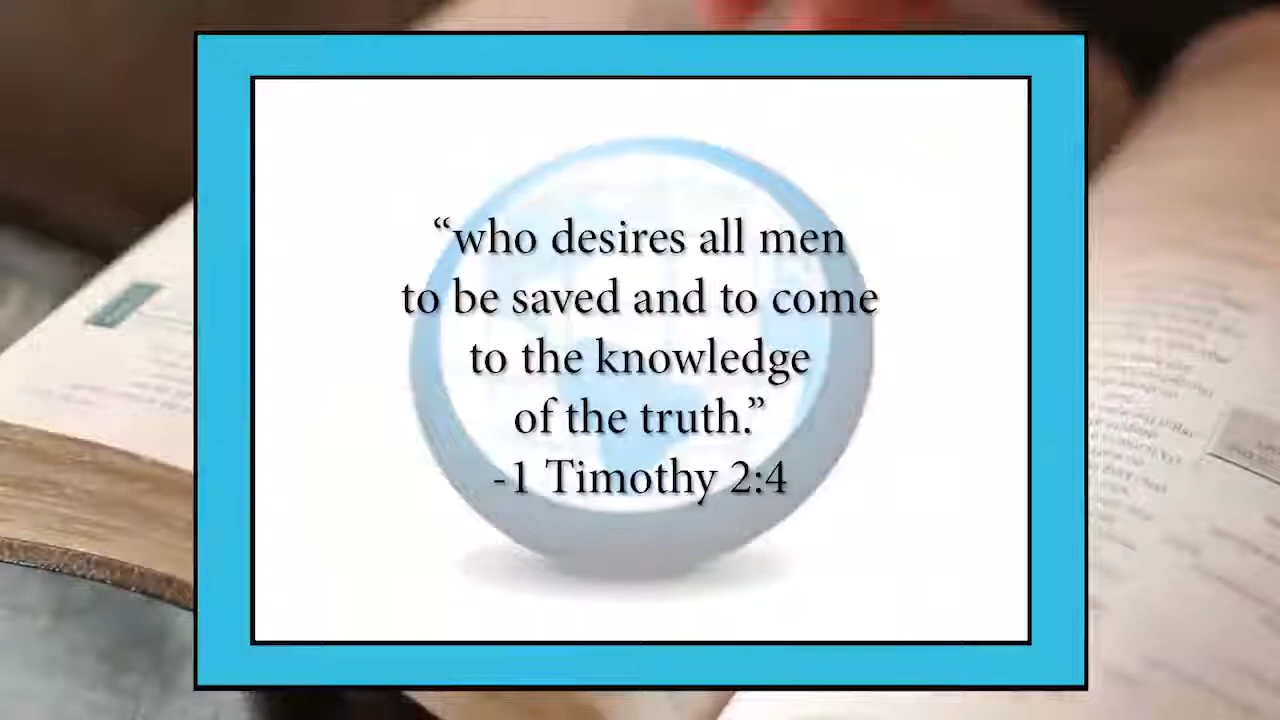 “who desires all men
to be saved and to come
to the knowledge
of the truth.”
-1 Timothy 2:4